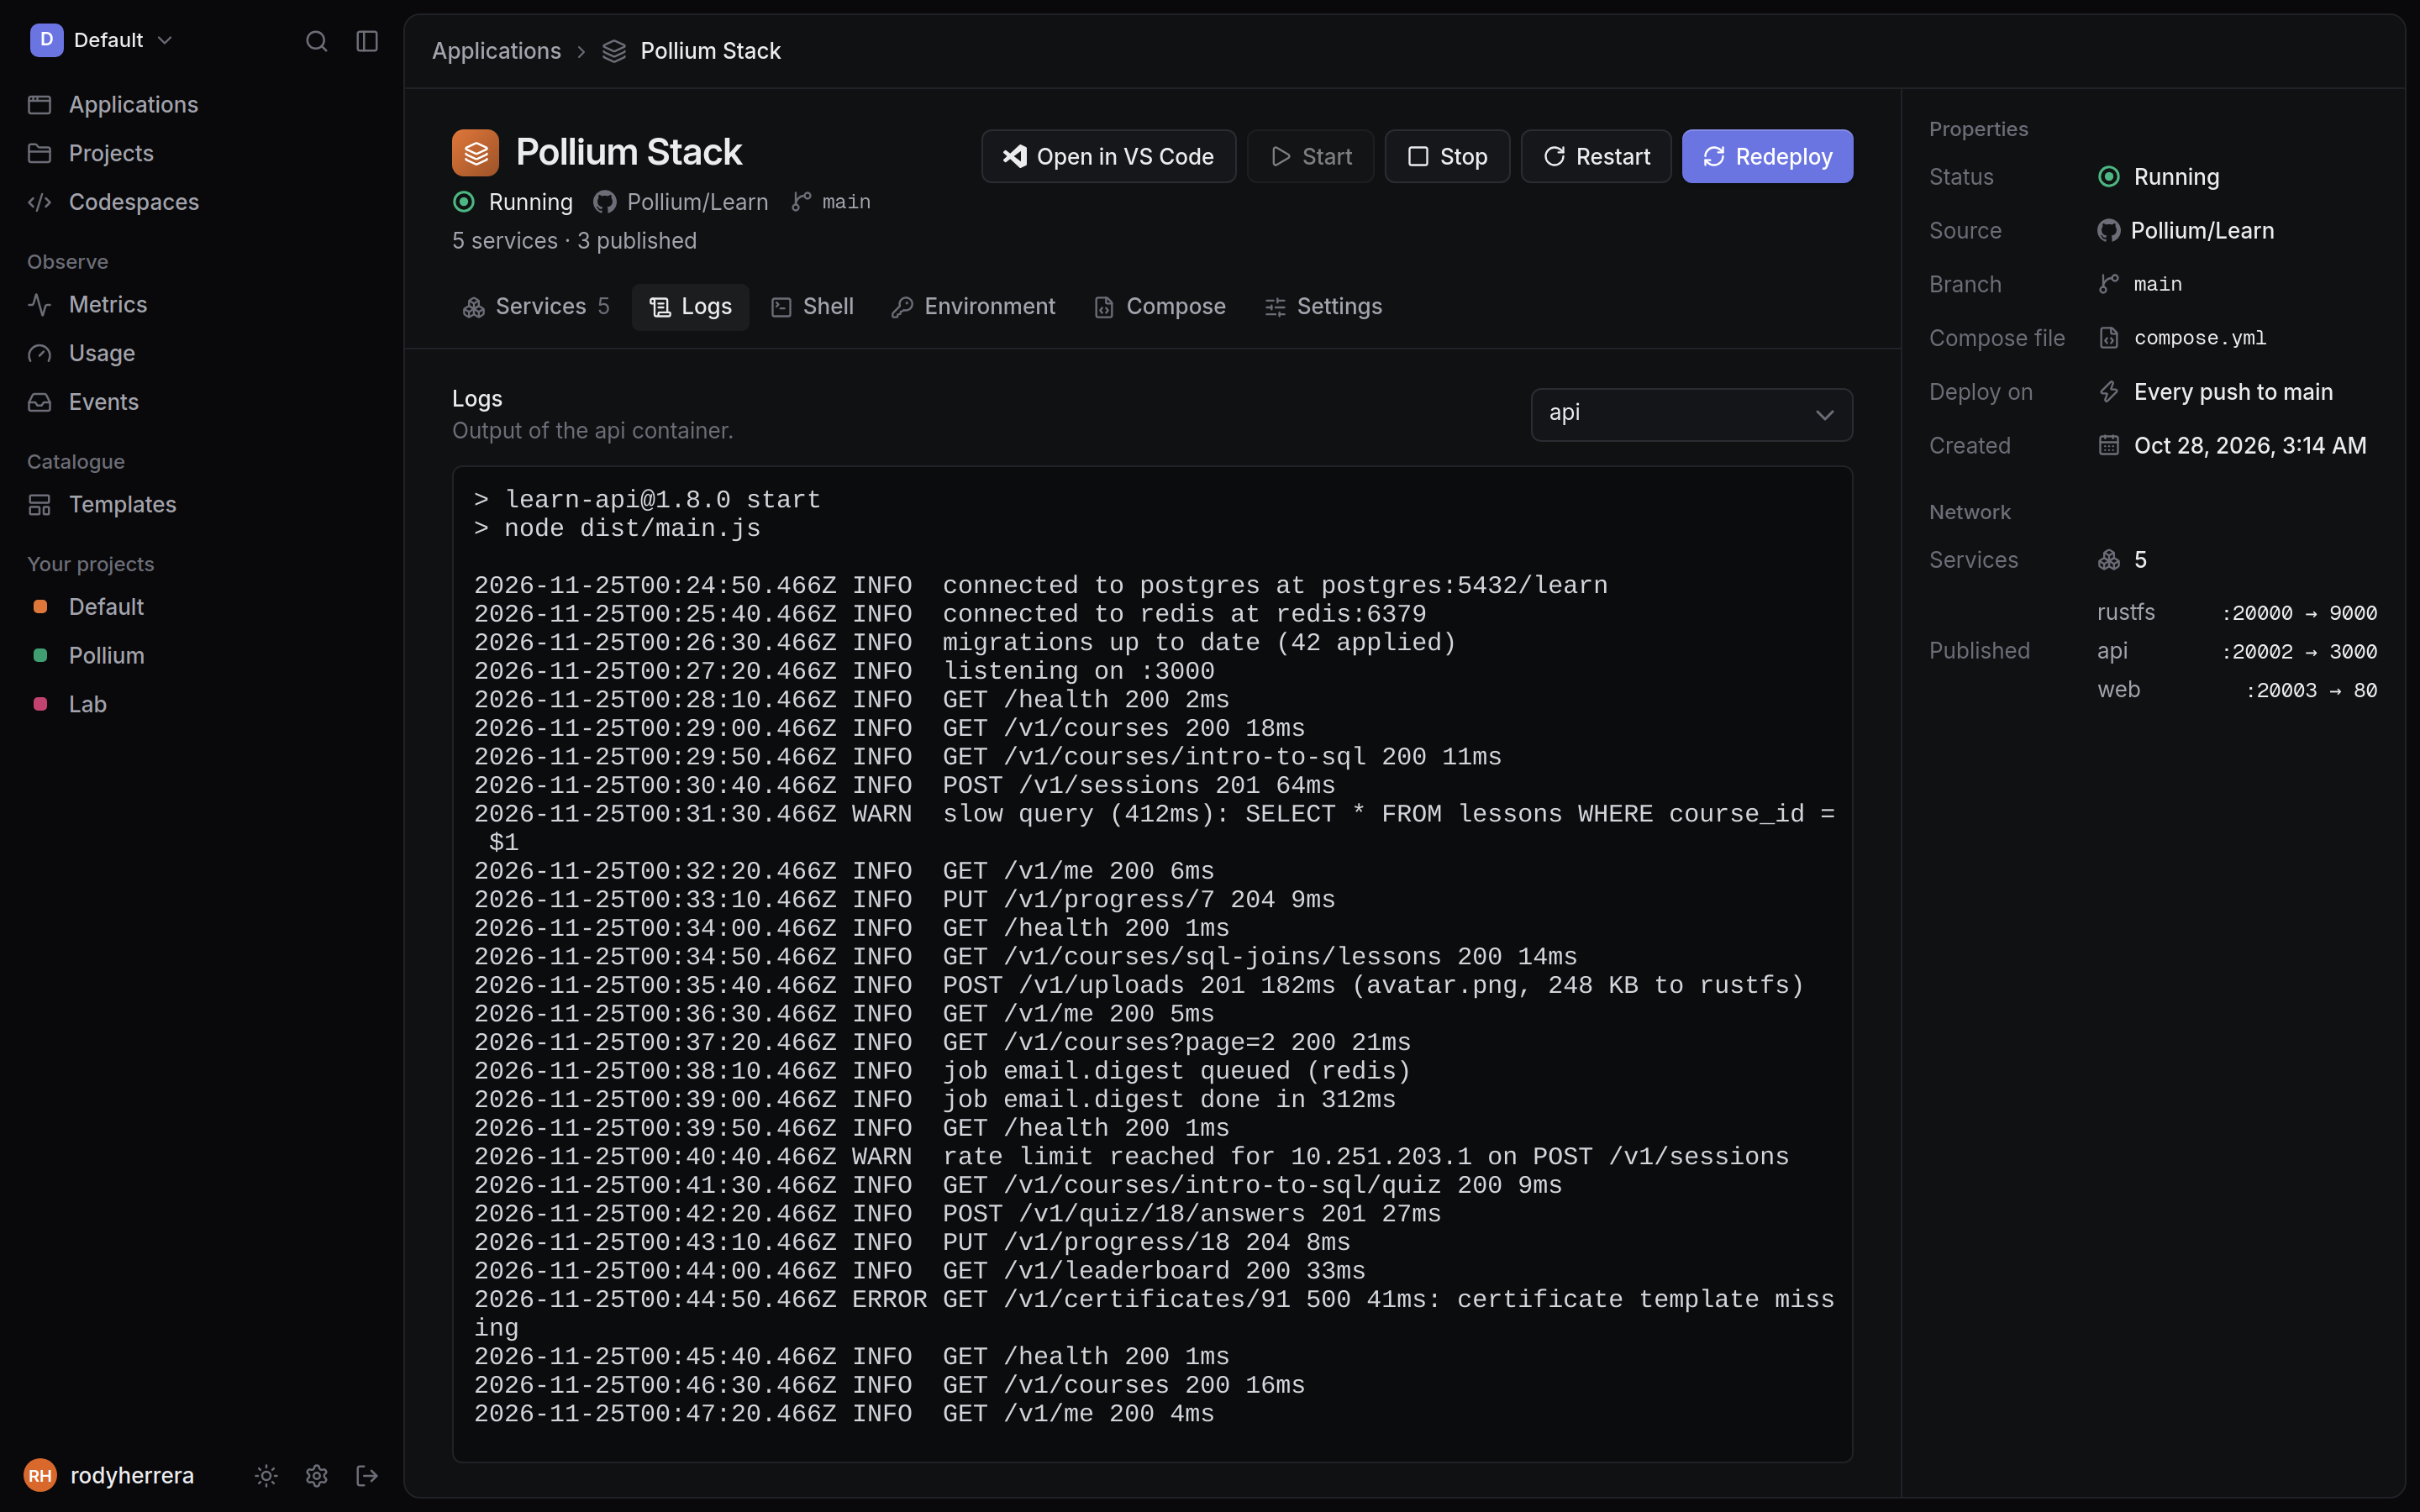 D Default
Applications
Projects
Codespaces
Observe
Metrics
Usage
Events
Catalogue
Templates
Your projects
Default
Pollium
Lab
RH rodyherrera
Applications › Pollium Stack
Pollium Stack
Open in VS Code
Start
Stop
Restart
Redeploy
Running Pollium/Learn main
5 services · 3 published
Services 5
Logs
Shell
Environment
Compose
Settings
Logs
Output of the api container.
api
> learn-api@1.8.0 start
> node dist/main.js
2026-11-25T00:24:50.466Z INFO  connected to postgres at postgres:5432/learn
2026-11-25T00:25:40.466Z INFO  connected to redis at redis:6379
2026-11-25T00:26:30.466Z INFO  migrations up to date (42 applied)
2026-11-25T00:27:20.466Z INFO  listening on :3000
2026-11-25T00:28:10.466Z INFO  GET /health 200 2ms
2026-11-25T00:29:00.466Z INFO  GET /v1/courses 200 18ms
2026-11-25T00:29:50.466Z INFO  GET /v1/courses/intro-to-sql 200 11ms
2026-11-25T00:30:40.466Z INFO  POST /v1/sessions 201 64ms
2026-11-25T00:31:30.466Z WARN  slow query (412ms): SELECT * FROM lessons WHERE course_id =
$1
2026-11-25T00:32:20.466Z INFO  GET /v1/me 200 6ms
2026-11-25T00:33:10.466Z INFO  PUT /v1/progress/7 204 9ms
2026-11-25T00:34:00.466Z INFO  GET /health 200 1ms
2026-11-25T00:34:50.466Z INFO  GET /v1/courses/sql-joins/lessons 200 14ms
2026-11-25T00:35:40.466Z INFO  POST /v1/uploads 201 182ms (avatar.png, 248 KB to rustfs)
2026-11-25T00:36:30.466Z INFO  GET /v1/me 200 5ms
2026-11-25T00:37:20.466Z INFO  GET /v1/courses?page=2 200 21ms
2026-11-25T00:38:10.466Z INFO  job email.digest queued (redis)
2026-11-25T00:39:00.466Z INFO  job email.digest done in 312ms
2026-11-25T00:39:50.466Z INFO  GET /health 200 1ms
2026-11-25T00:40:40.466Z WARN  rate limit reached for 10.251.203.1 on POST /v1/sessions
2026-11-25T00:41:30.466Z INFO  GET /v1/courses/intro-to-sql/quiz 200 9ms
2026-11-25T00:42:20.466Z INFO  POST /v1/quiz/18/answers 201 27ms
2026-11-25T00:43:10.466Z INFO  PUT /v1/progress/18 204 8ms
2026-11-25T00:44:00.466Z INFO  GET /v1/leaderboard 200 33ms
2026-11-25T00:44:50.466Z ERROR GET /v1/certificates/91 500 41ms: certificate template miss
ing
2026-11-25T00:45:40.466Z INFO  GET /health 200 1ms
2026-11-25T00:46:30.466Z INFO  GET /v1/courses 200 16ms
2026-11-25T00:47:20.466Z INFO  GET /v1/me 200 4ms
Properties
Status Running
Source Pollium/Learn
Branch main
Compose file compose.yml
Deploy on Every push to main
Created Oct 28, 2026, 3:14 AM
Network
Services 5
Published
rustfs :20000 → 9000
api :20002 → 3000
web :20003 → 80